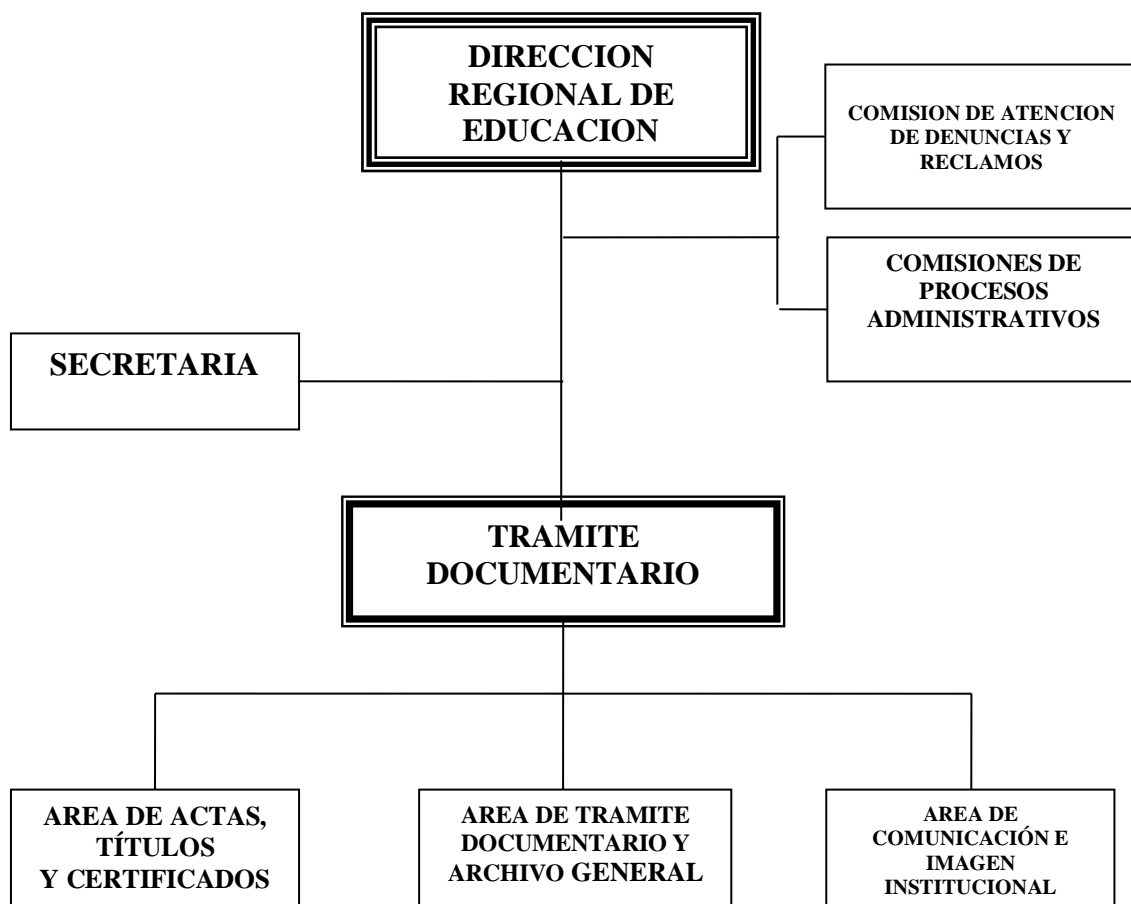 DIRECCION
REGIONAL DE
EDUCACION
COMISION DE ATENCION
DE DENUNCIAS Y
RECLAMOS
COMISIONES DE
PROCESOS
ADMINISTRATIVOS
SECRETARIA
TRAMITE
DOCUMENTARIO
AREA DE ACTAS,
TÍTULOS
Y CERTIFICADOS
AREA DE TRAMITE
DOCUMENTARIO Y
ARCHIVO GENERAL
AREA DE
COMUNICACIÓN E
IMAGEN
INSTITUCIONAL